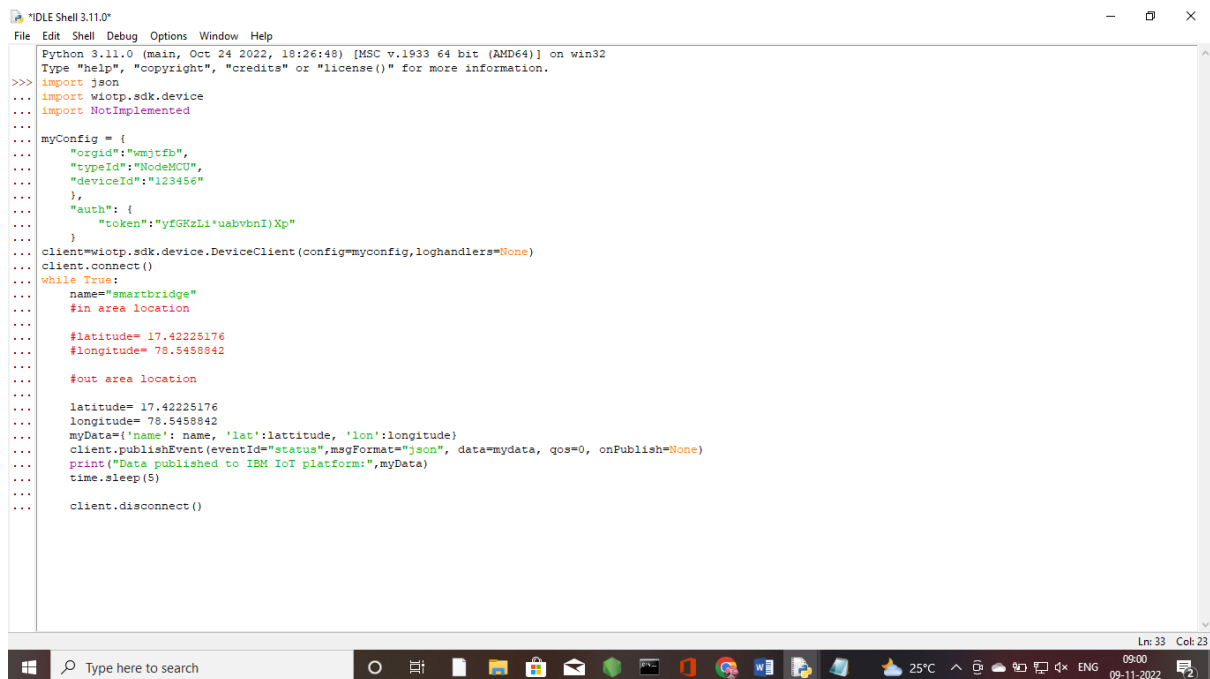 *IDLE Shell 3.11.0*
File Edit Shell Debug Options Window Help
Python 3.11.0 (main, Oct 24 2022, 18:26:48) [MSC v.1933 64 bit (AMD64)] on win32
Type "help", "copyright", "credits" or "license()" for more information.
>>> import json
... import wiotp.sdk.device
... import NotImplemented
...
... myConfig = {
...     "orgid":"wmjtfb",
...     "typeId":"NodeMCU",
...     "deviceId":"123456"
...     },
...     "auth": {
...         "token":"yfGKzLi*uabvbnI)Xp"
...     }
... client=wiotp.sdk.device.DeviceClient(config=myconfig,loghandlers=None)
... client.connect()
... while True:
...     name="smartbridge"
...     #in area location
...
...     #latitude= 17.42225176
...     #longitude= 78.5458842
...
...     #out area location
...
...     latitude= 17.42225176
...     longitude= 78.5458842
...     myData={'name': name, 'lat':lattitude, 'lon':longitude}
...     client.publishEvent(eventId="status",msgFormat="json", data=mydata, qos=0, onPublish=None)
...     print("Data published to IBM IoT platform:",myData)
...     time.sleep(5)
...
...     client.disconnect()
Ln: 33 Col: 23
Type here to search
25°C ENG
09:00
09-11-2022
2